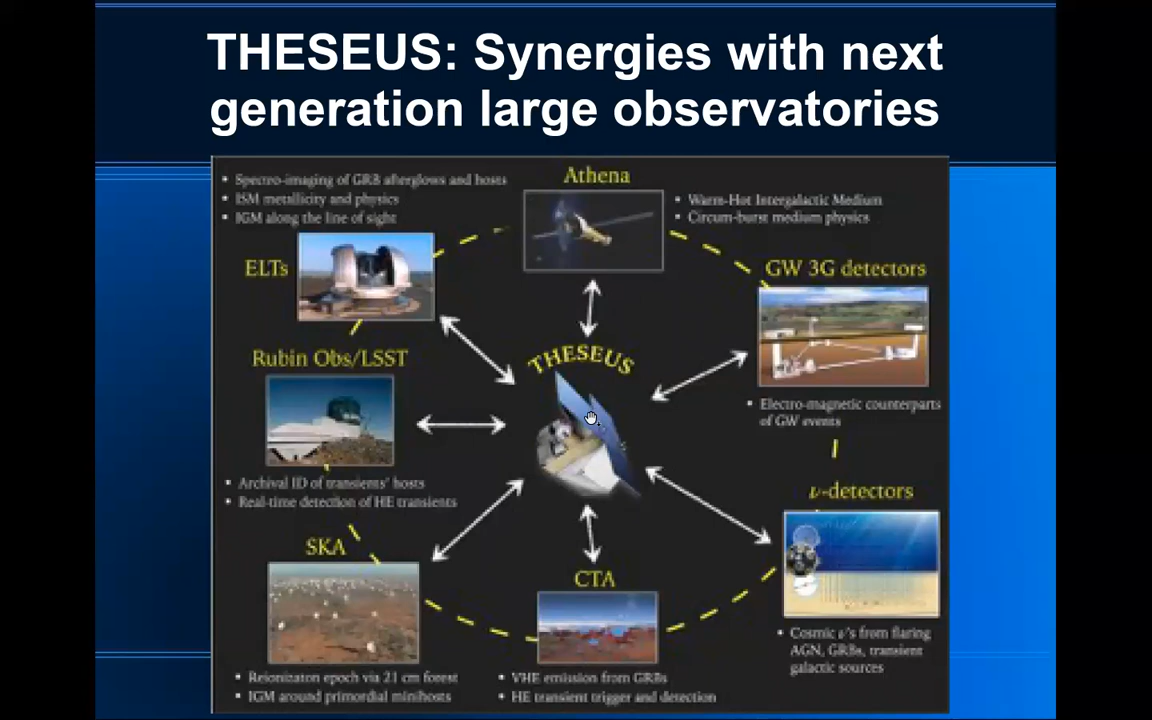 THESEUS: Synergies with next
generation large observatories
Athena
▪ Spectro-imaging of GRB afterglows and hosts
▪ ISM metallicity and physics
▪ IGM along the line of sight
▪ Warm-Hot Intergalactic Medium
▪ Circum-burst medium physics
ELTs
GW 3G detectors
▪ Electro-magnetic counterparts
of GW events
THESEUS
Rubin Obs/LSST
▪ Archival ID of transients' hosts
▪ Real-time detection of HE transients
ν-detectors
▪ Cosmic ν's from flaring
AGN, GRBs, transient
galactic sources
SKA
▪ Reionizaton epoch via 21 cm forest
▪ IGM around primordial minihosts
CTA
▪ VHE emission from GRBs
▪ HE transient trigger and detection